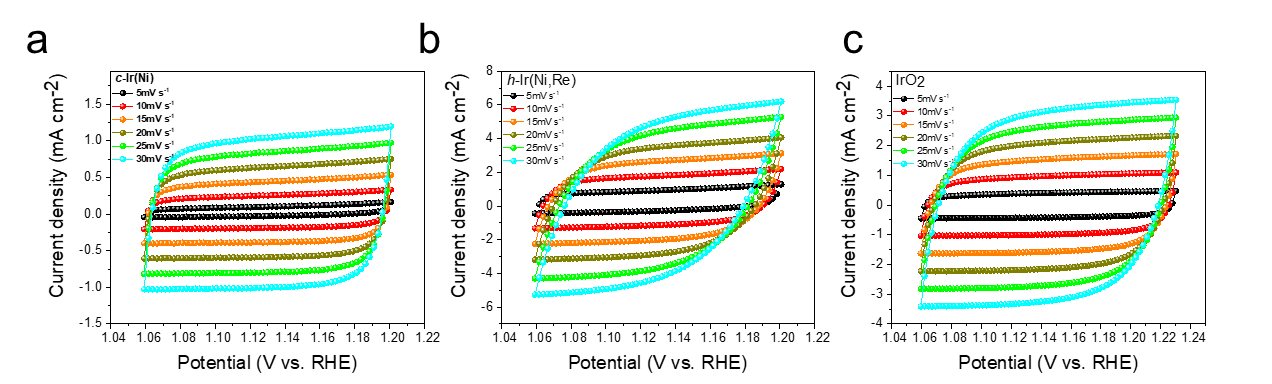 a
b
c
c-Ir(Ni)
5mV s⁻¹
10mV s⁻¹
15mV s⁻¹
20mV s⁻¹
25mV s⁻¹
30mV s⁻¹
1.5
1.0
0.5
0.0
-0.5
-1.0
-1.5
1.04 1.06 1.08 1.10 1.12 1.14 1.16 1.18 1.20 1.22
Current density (mA cm⁻²)
Potential (V vs. RHE)
h-Ir(Ni,Re)
5mV s⁻¹
10mV s⁻¹
15mV s⁻¹
20mV s⁻¹
25mV s⁻¹
30mV s⁻¹
8
6
4
2
0
-2
-4
-6
1.04 1.06 1.08 1.10 1.12 1.14 1.16 1.18 1.20 1.22
Current density (mA cm⁻²)
Potential (V vs. RHE)
IrO2
5mV s⁻¹
10mV s⁻¹
15mV s⁻¹
20mV s⁻¹
25mV s⁻¹
30mV s⁻¹
4
3
2
1
0
-1
-2
-3
-4
1.04 1.06 1.08 1.10 1.12 1.14 1.16 1.18 1.20 1.22 1.24
Current density (mA cm⁻²)
Potential (V vs. RHE)